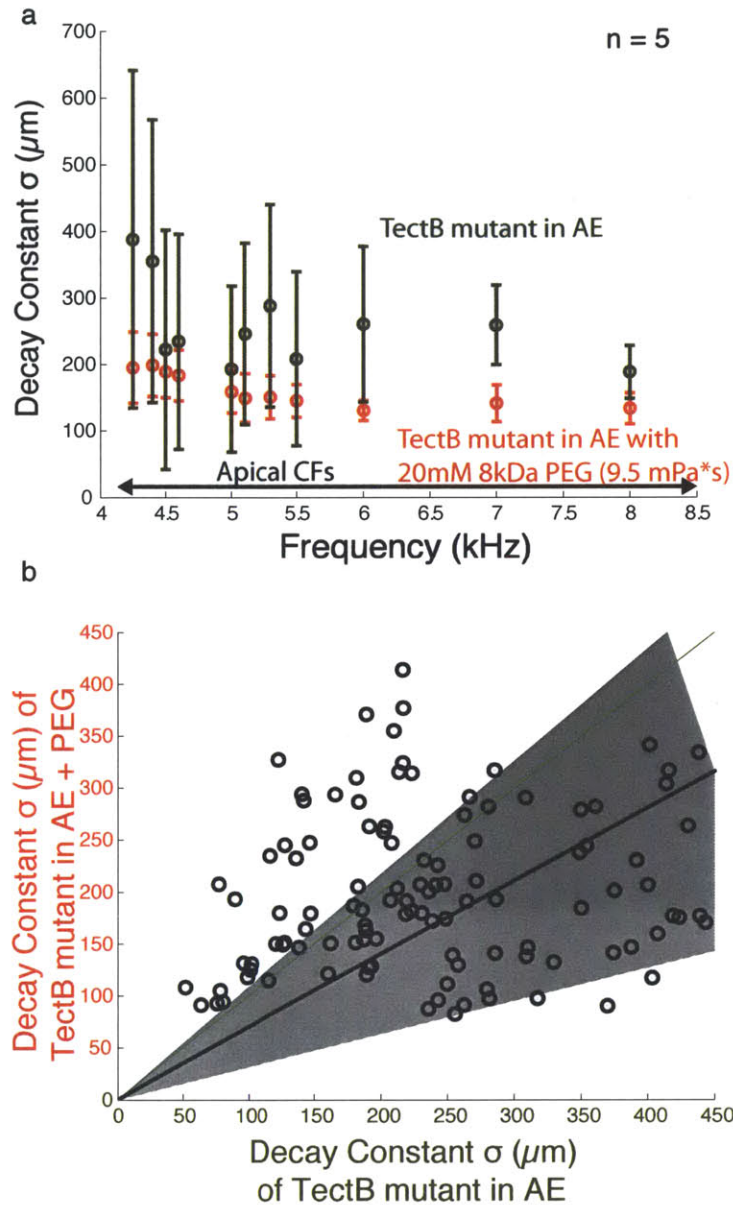 a
n = 5
700
600
500
400
300
200
100
0
Decay Constant σ (μm)
TectB mutant in AE
TectB mutant in AE with
20mM 8kDa PEG (9.5 mPa*s)
Apical CFs
4 4.5 5 5.5 6 6.5 7 7.5 8 8.5
Frequency (kHz)
b
450
400
350
300
250
200
150
100
50
0
Decay Constant σ (μm) of
TectB mutant in AE + PEG
0 50 100 150 200 250 300 350 400 450
Decay Constant σ (μm)
of TectB mutant in AE